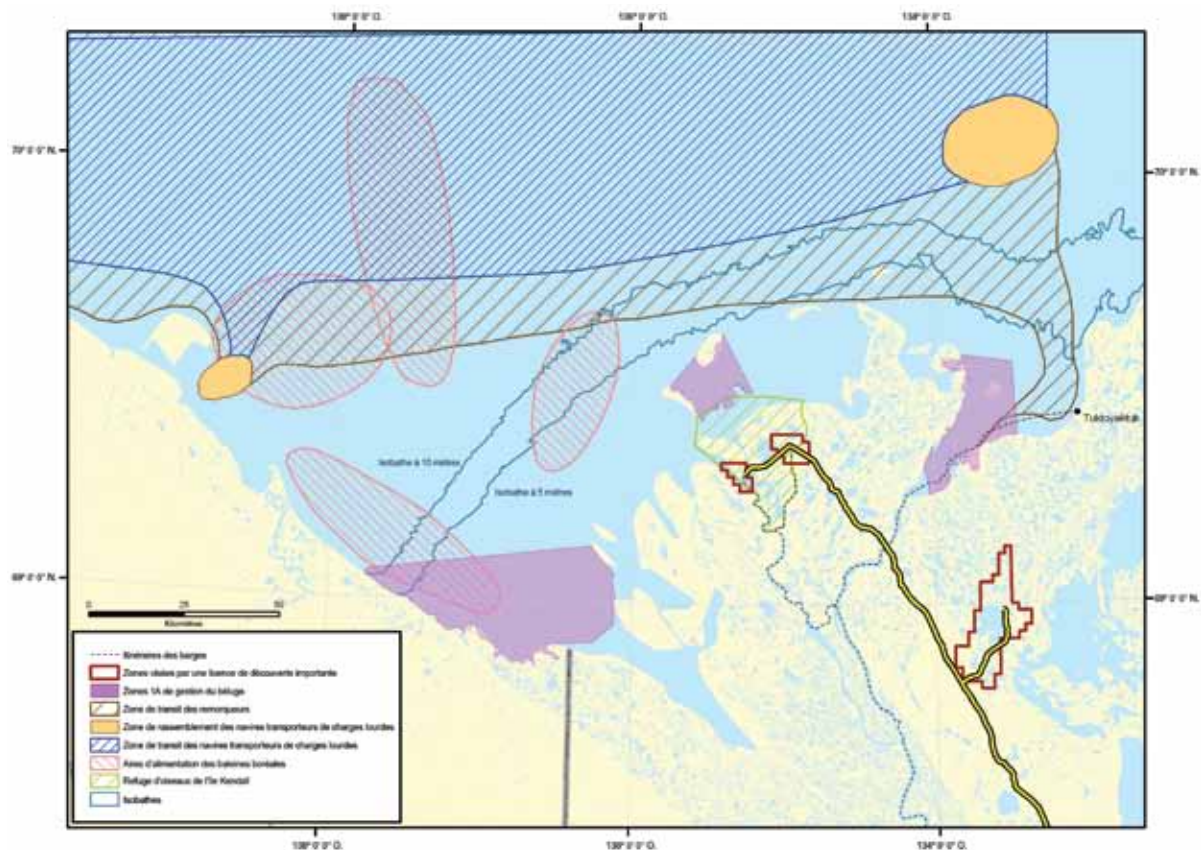 138° 0' 0" O.
136° 0' 0" O.
134° 0' 0" O.
70° 0' 0" N.
70° 0' 0" N.
Tuktoyaktuk
Isobathe à 10 mètres
Isobathe à 5 mètres
69° 0' 0" N.
69° 0' 0" N.
0 25 50
Kilomètres
Itinéraires des barges
Zones visées par une licence de découverte importante
Zones 1A de gestion du béluga
Zone de transit des remorqueurs
Zone de rassemblement des navires transporteurs de charges lourdes
Zone de transit des navires transporteurs de charges lourdes
Aires d'alimentation des baleines boréales
Refuge d'oiseaux de l'île Kendall
Isobathes
138° 0' 0" O.
136° 0' 0" O.
134° 0' 0" O.